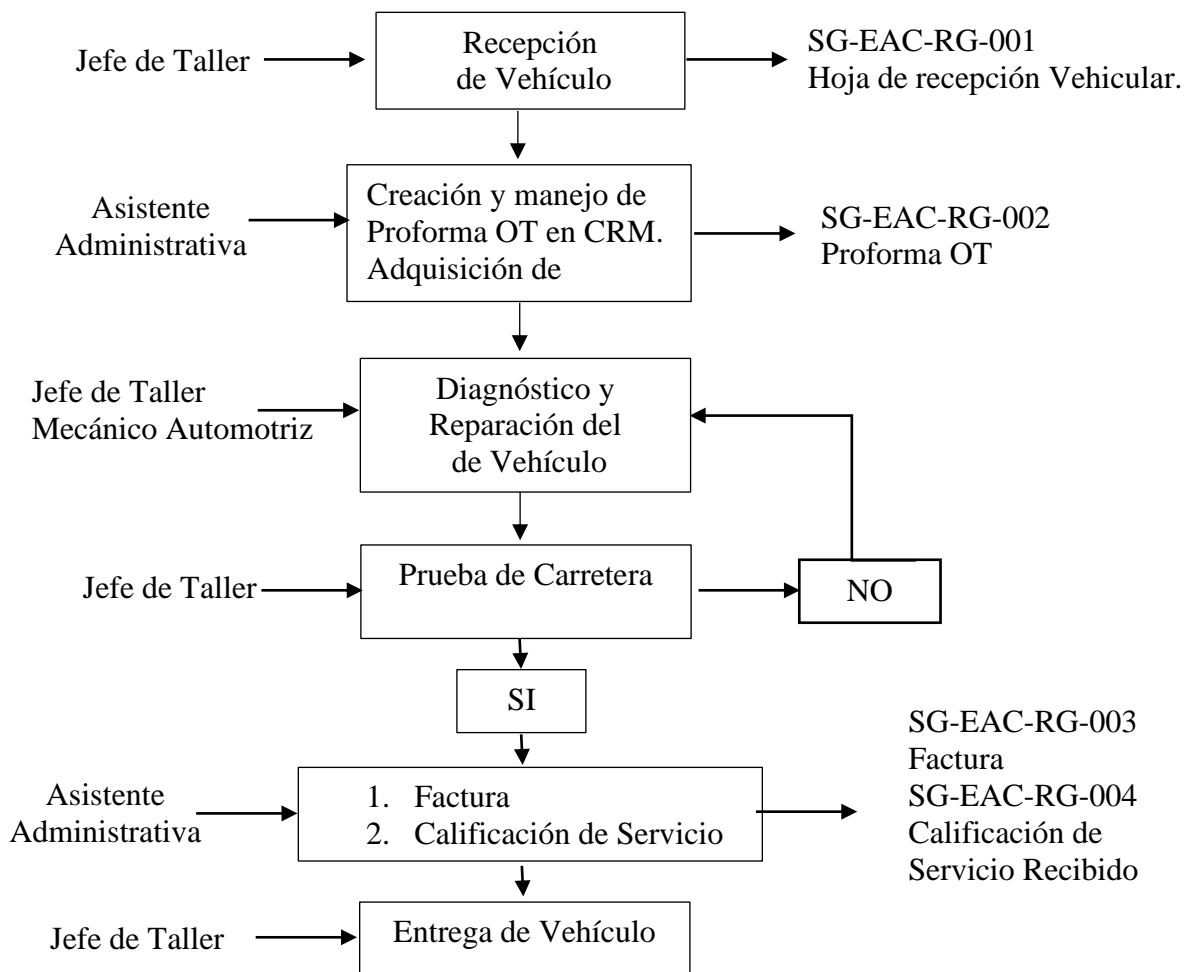 Jefe de Taller
Recepción
de Vehículo
SG-EAC-RG-001
Hoja de recepción Vehicular.
Asistente
Administrativa
Creación y manejo de
Proforma OT en CRM.
Adquisición de
SG-EAC-RG-002
Proforma OT
Jefe de Taller
Mecánico Automotriz
Diagnóstico y
Reparación del
de Vehículo
Jefe de Taller
Prueba de Carretera
NO
SI
Asistente
Administrativa
1. Factura
2. Calificación de Servicio
SG-EAC-RG-003
Factura
SG-EAC-RG-004
Calificación de
Servicio Recibido
Jefe de Taller
Entrega de Vehículo